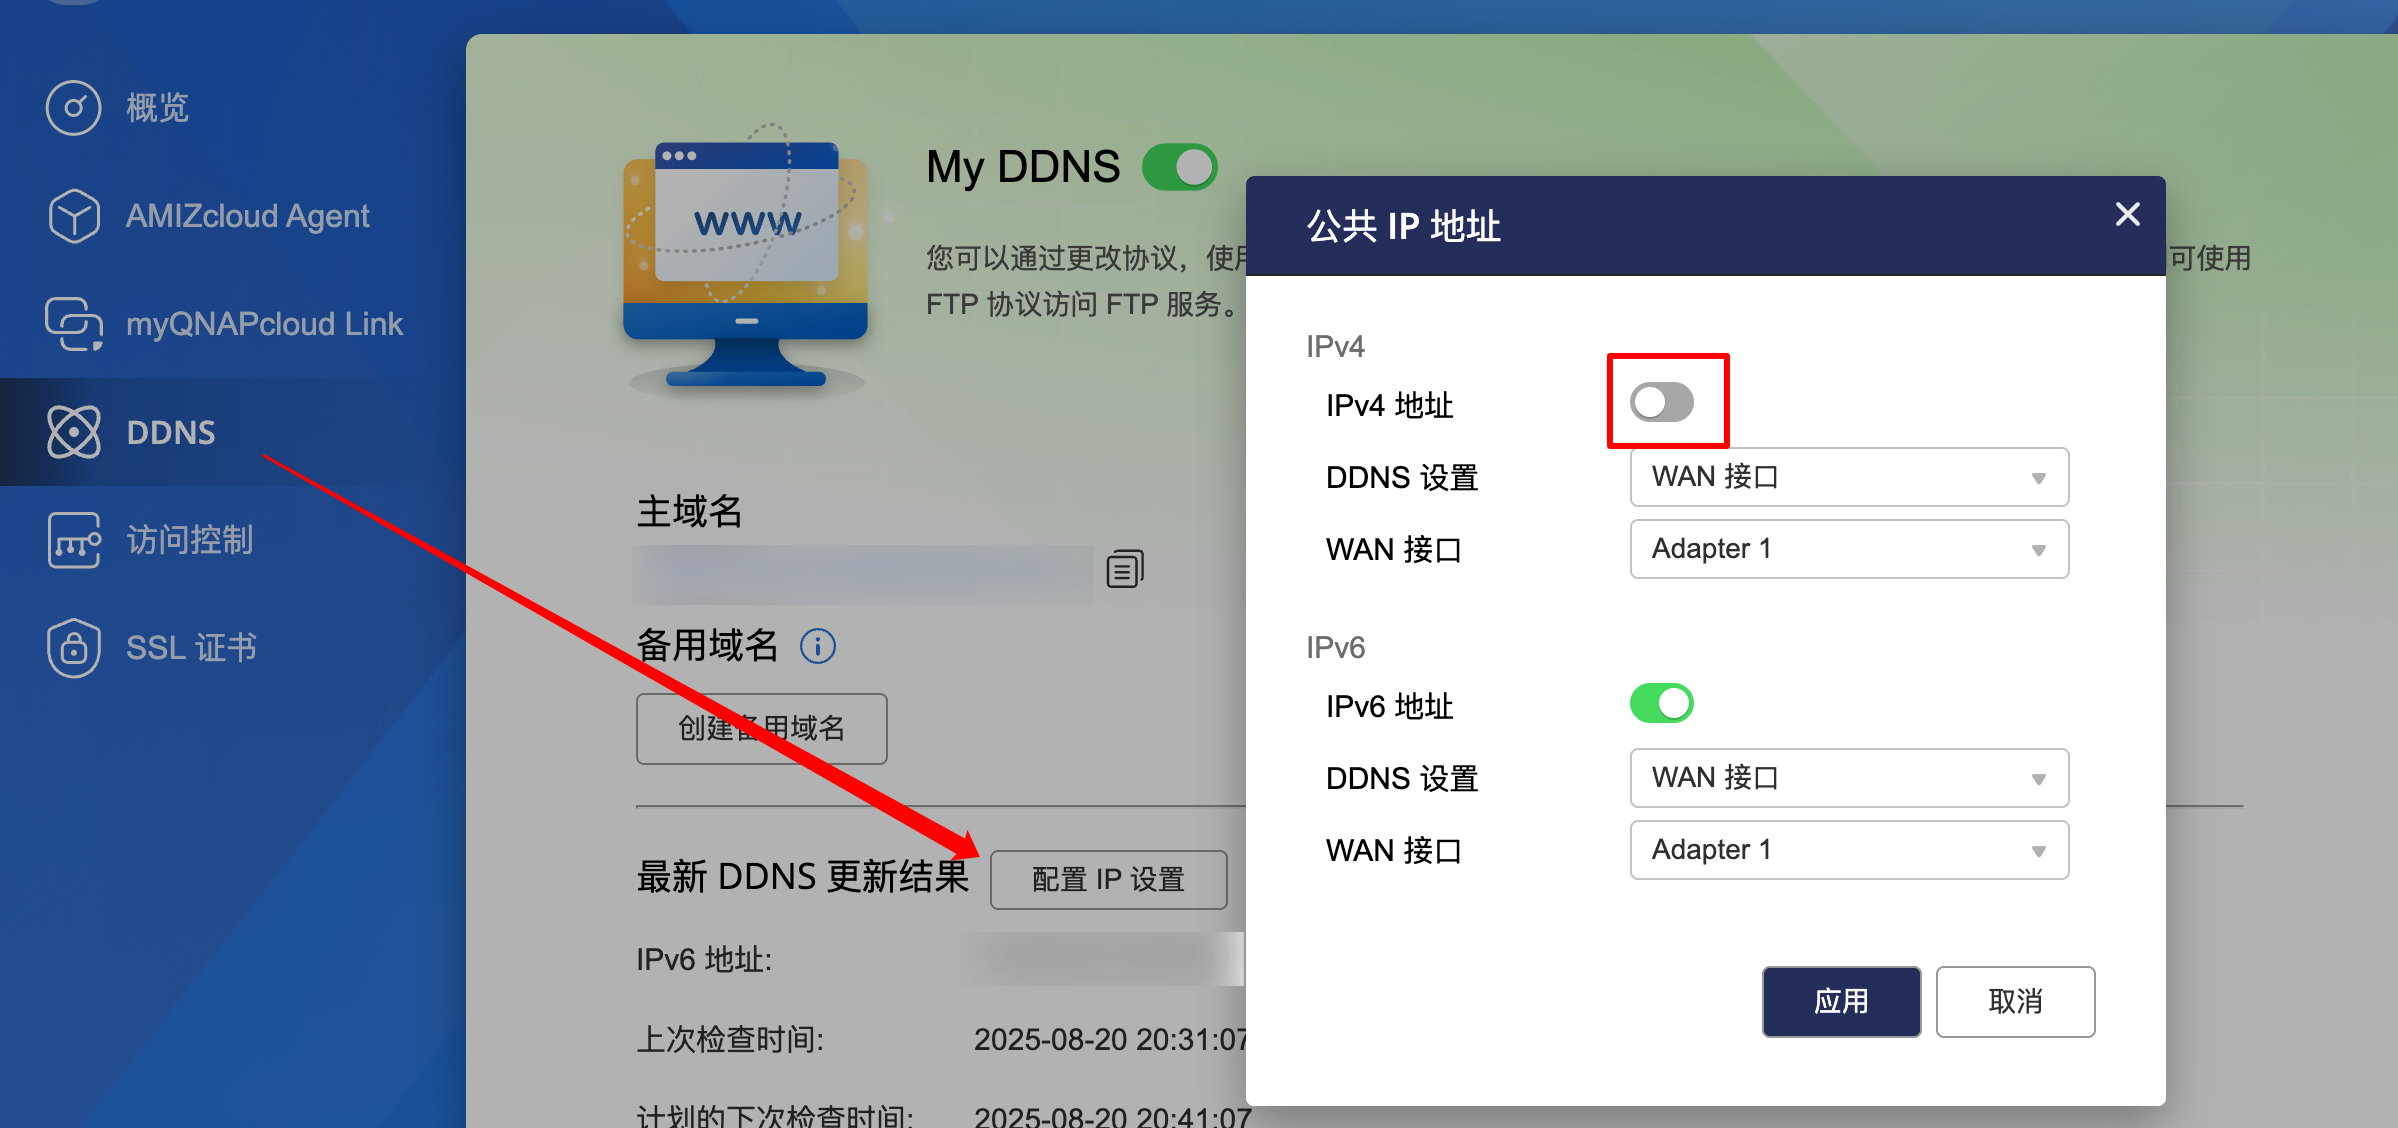 概览
AMIZcloud Agent
myQNAPcloud Link
DDNS
访问控制
SSL 证书
www
My DDNS
您可以通过更改协议，使
可使用
FTP 协议访问 FTP 服务。
主域名
备用域名
创建备用域名
最新 DDNS 更新结果
配置 IP 设置
IPv6 地址:
上次检查时间:
2025-08-20 20:31:07
计划的下次检查时间:
2025-08-20 20:41:07
公共 IP 地址
IPv4
IPv4 地址
DDNS 设置
WAN 接口
WAN 接口
Adapter 1
IPv6
IPv6 地址
DDNS 设置
WAN 接口
WAN 接口
Adapter 1
应用
取消